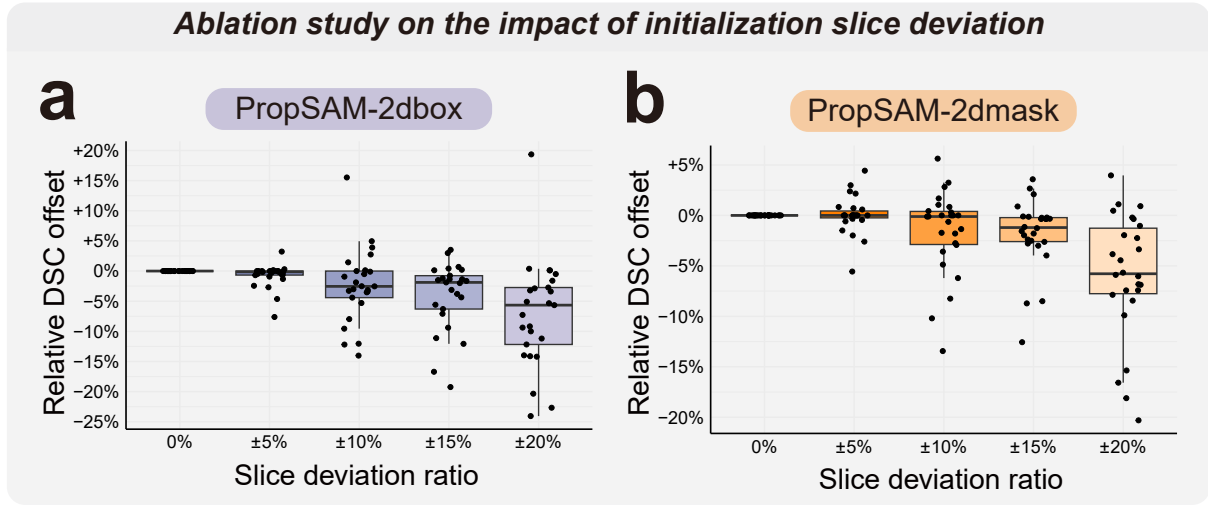 Ablation study on the impact of initialization slice deviation
a
PropSAM-2dbox
Relative DSC offset
+20%
+15%
+10%
+5%
0%
−5%
−10%
−15%
−20%
−25%
0%
±5%
±10%
±15%
±20%
Slice deviation ratio
b
PropSAM-2dmask
Relative DSC offset
+5%
0%
−5%
−10%
−15%
−20%
0%
±5%
±10%
±15%
±20%
Slice deviation ratio